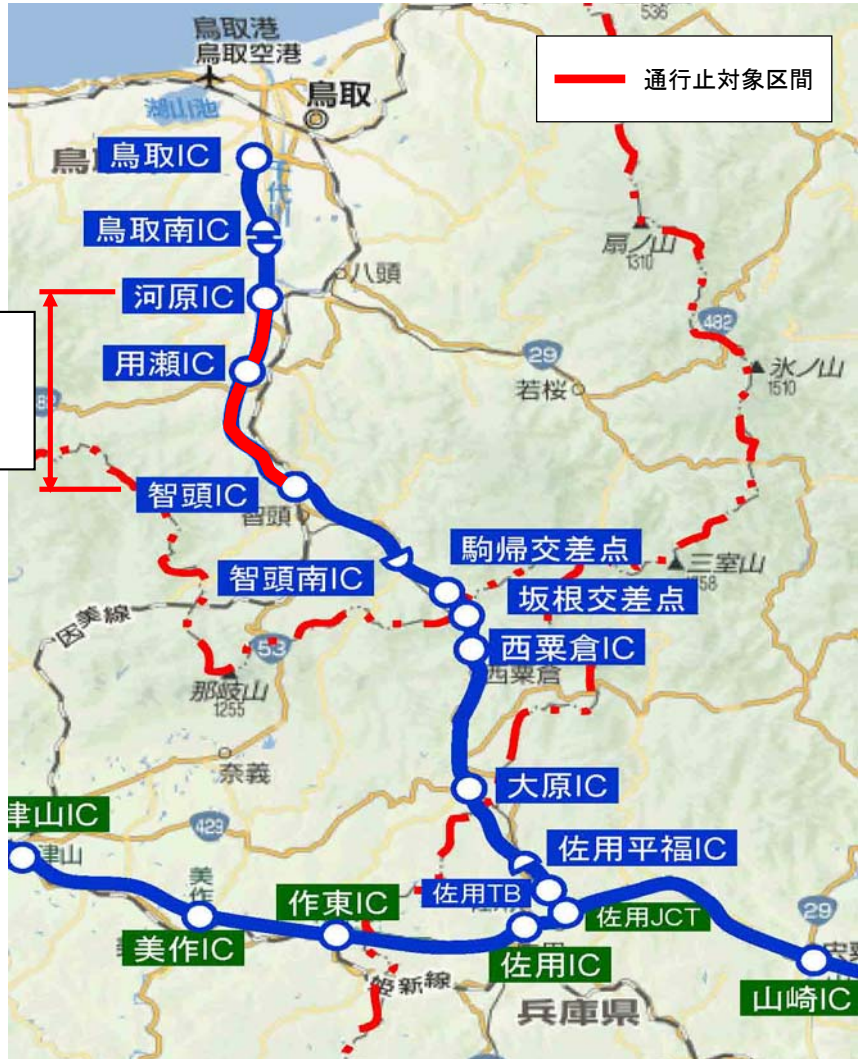 536
鳥取港
鳥取空港
通行止対象区間
湖山池
鳥取
鳥取IC
千代川
鳥取南IC
扇ノ山
1310
八頭
河原IC
482
29
氷ノ山
1510
用瀬IC
若桜
智頭IC
智頭
駒帰交差点
三室山
智頭南IC
坂根交差点
因美線
53
西粟倉IC
西粟倉
那岐山
1255
奈義
大原IC
津山IC
429
佐用平福IC
津山
美作
作東IC
佐用TB
佐用JCT
29
美作IC
佐用IC
姫新線
山崎IC
兵庫県